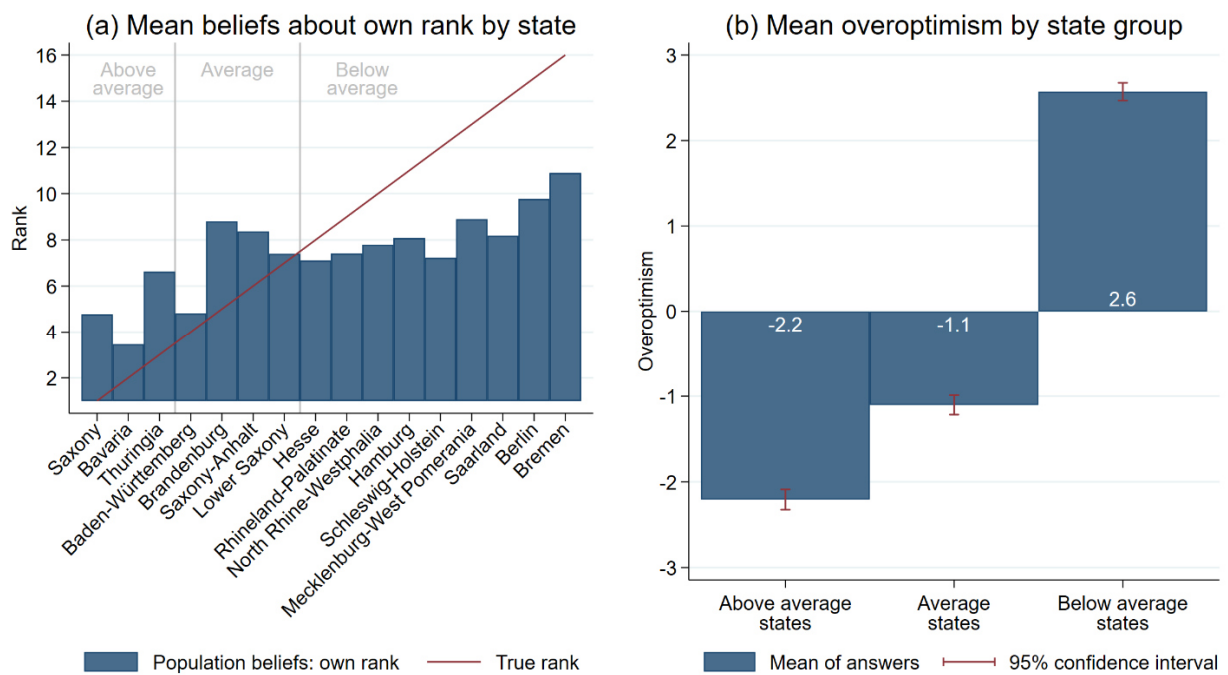 (a) Mean beliefs about own rank by state
16
14
12
10
8
6
4
2
Rank
Above
average
Average
Below
average
Saxony
Bavaria
Thuringia
Baden-Württemberg
Brandenburg
Saxony-Anhalt
Lower Saxony
Hesse
Rhineland-Palatinate
North Rhine-Westphalia
Hamburg
Schleswig-Holstein
Mecklenburg-West Pomerania
Saarland
Berlin
Bremen
Population beliefs: own rank
True rank
(b) Mean overoptimism by state group
3
2
1
0
-1
-2
-3
Overoptimism
-2.2
-1.1
2.6
Above average
states
Average
states
Below average
states
Mean of answers
95% confidence interval